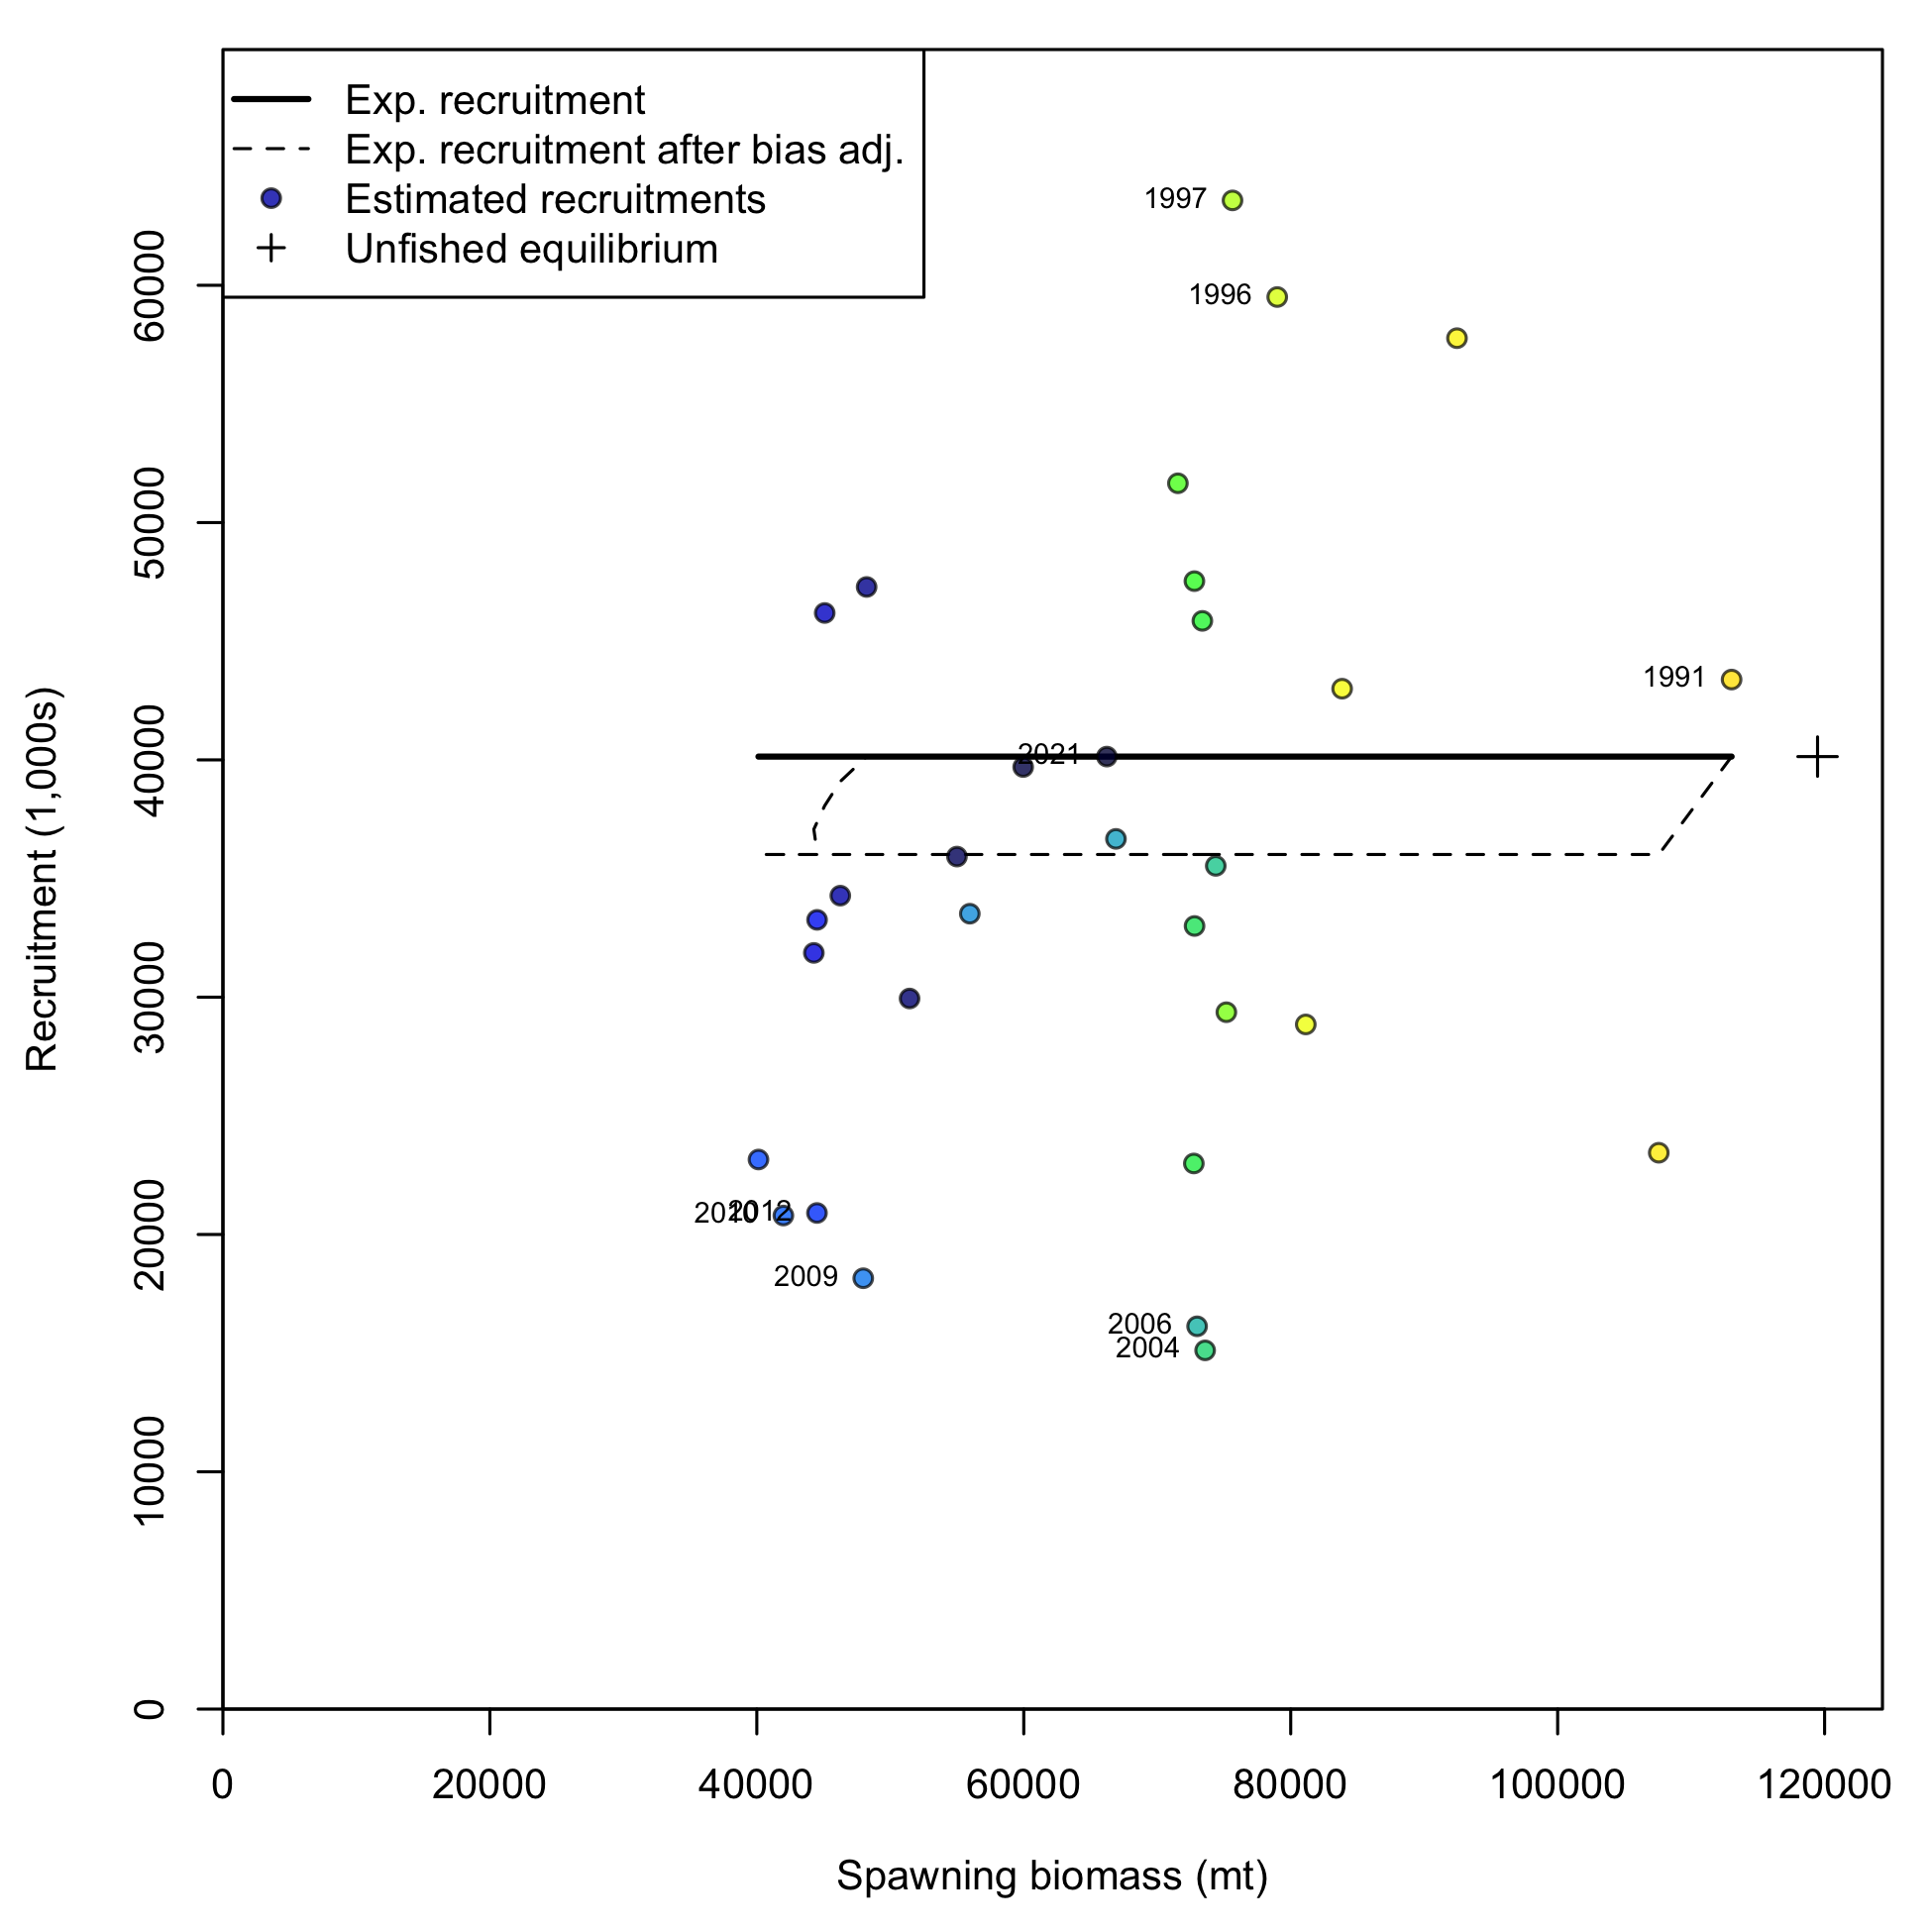 Exp. recruitment
Exp. recruitment after bias adj.
Estimated recruitments
Unfished equilibrium
1997
1996
1991
2021
2010
2012
2009
2006
2004
Recruitment (1,000s)
60000
50000
40000
30000
20000
10000
0
0 20000 40000 60000 80000 100000 120000
Spawning biomass (mt)